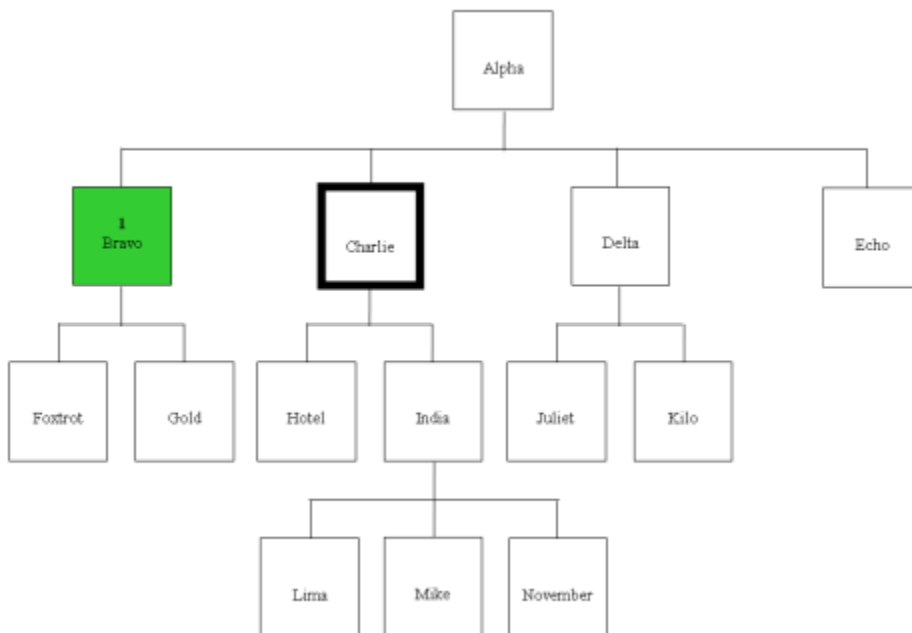 Alpha
1
Bravo
Charlie
Delta
Echo
Foxtrot
Gold
Hotel
India
Juliet
Kilo
Lima
Mike
November